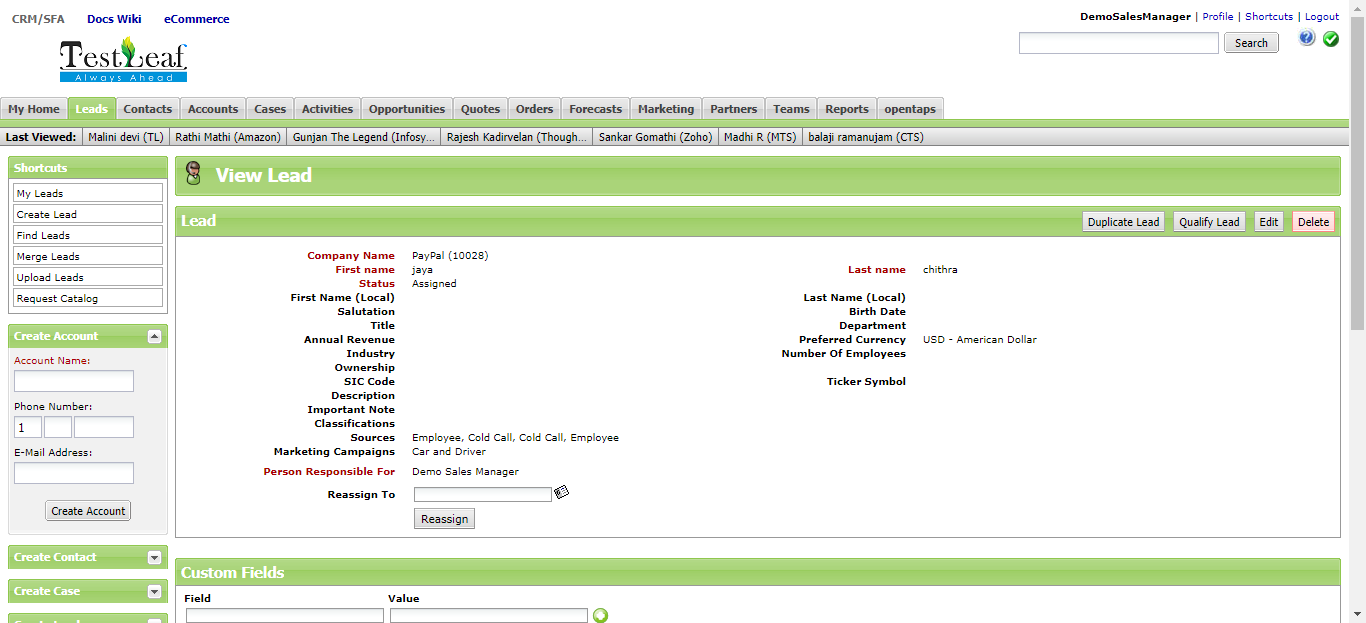 CRM/SFA Docs Wiki eCommerce
DemoSalesManager | Profile | Shortcuts | Logout
TestLeaf
Always Ahead
Search
My Home Leads Contacts Accounts Cases Activities Opportunities Quotes Orders Forecasts Marketing Partners Teams Reports opentaps
Last Viewed: Malini devi (TL) Rathi Mathi (Amazon) Gunjan The Legend (Infosy... Rajesh Kadirvelan (Though... Sankar Gomathi (Zoho) Madhi R (MTS) balaji ramanujam (CTS)
Shortcuts
My Leads
Create Lead
Find Leads
Merge Leads
Upload Leads
Request Catalog
Create Account
Account Name:
Phone Number:
1
E-Mail Address:
Create Account
Create Contact
Create Case
View Lead
Lead
Duplicate Lead Qualify Lead Edit Delete
Company Name PayPal (10028)
First name jaya Last name chithra
Status Assigned
First Name (Local) Last Name (Local)
Salutation Birth Date
Title Department
Annual Revenue Preferred Currency USD - American Dollar
Industry Number Of Employees
Ownership
SIC Code Ticker Symbol
Description
Important Note
Classifications
Sources Employee, Cold Call, Cold Call, Employee
Marketing Campaigns Car and Driver
Person Responsible For Demo Sales Manager
Reassign To
Reassign
Custom Fields
Field Value